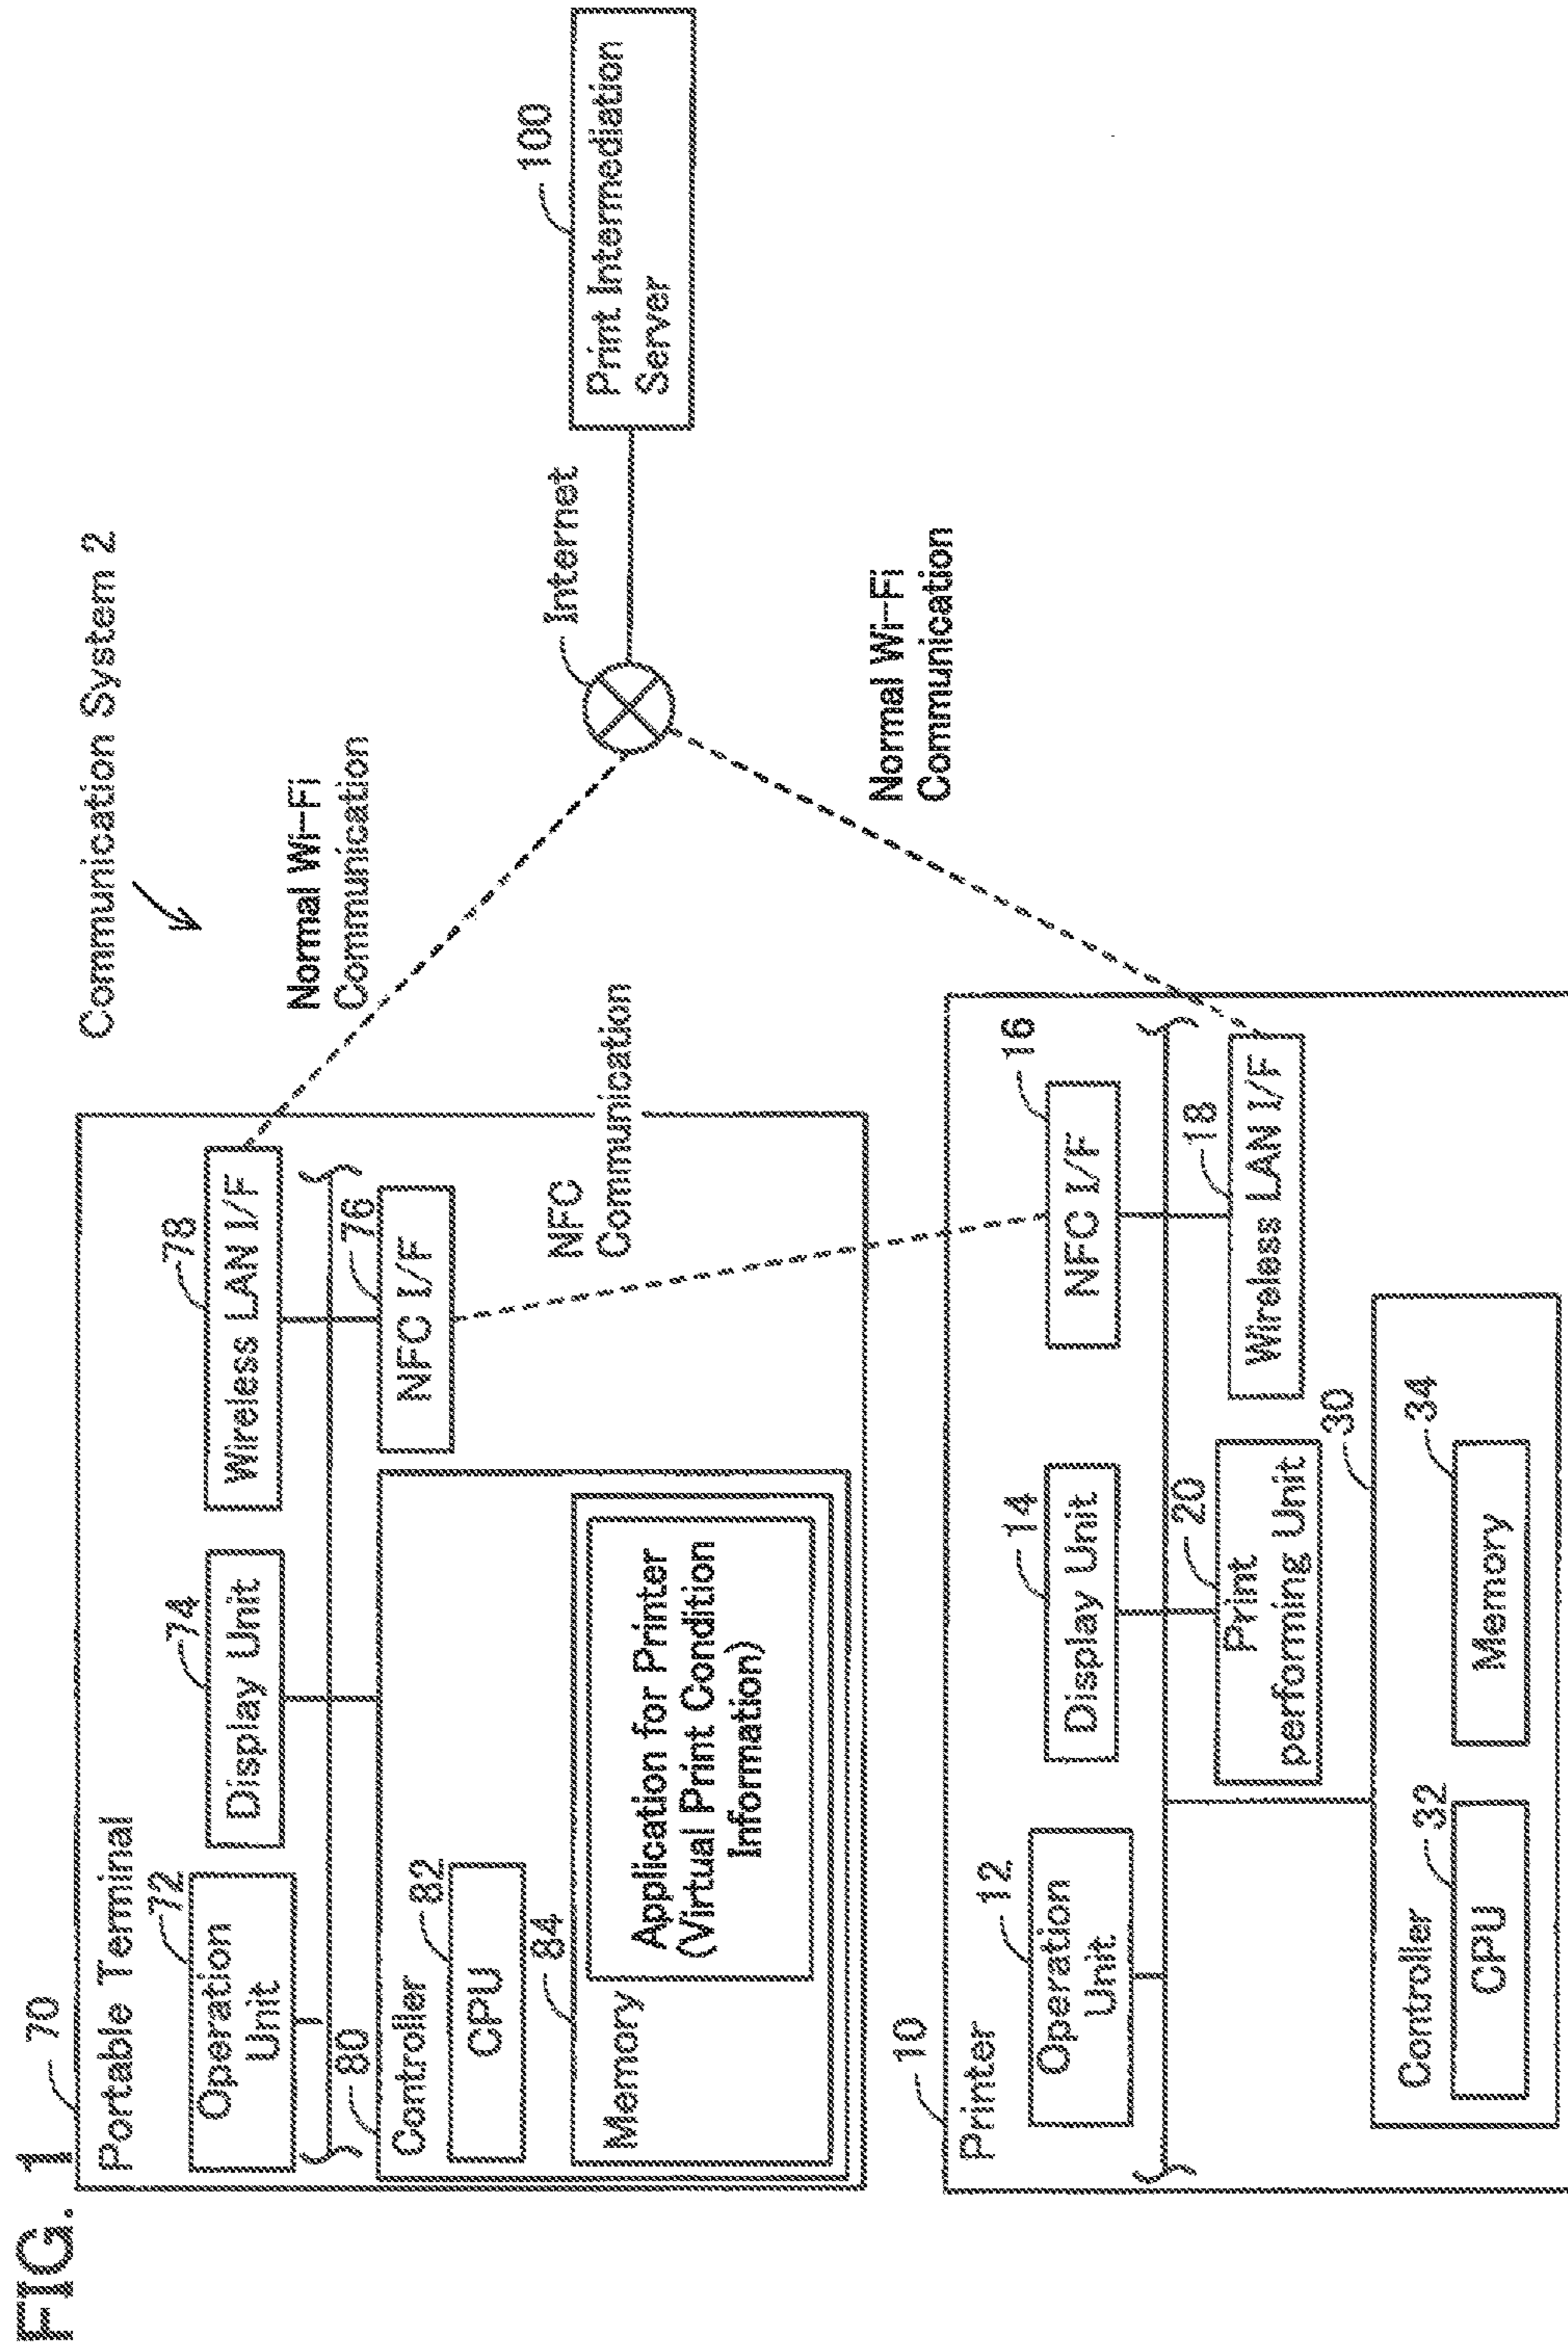 FIG. 1
Communication System 2
70
Portable Terminal
72
Operation
Unit
74
Display Unit
78
Wireless LAN I/F
76
NFC I/F
80
Controller
82
CPU
84
Memory
Application for Printer
(Virtual Print Condition
Information)
Normal Wi-Fi
Communication
NFC
Communication
Internet
100
Print Intermediation
Server
Normal Wi-Fi
Communication
10
Printer
12
Operation
Unit
14
Display Unit
16
NFC I/F
18
Wireless LAN I/F
20
Print
performing Unit
30
Controller
32
CPU
34
Memory